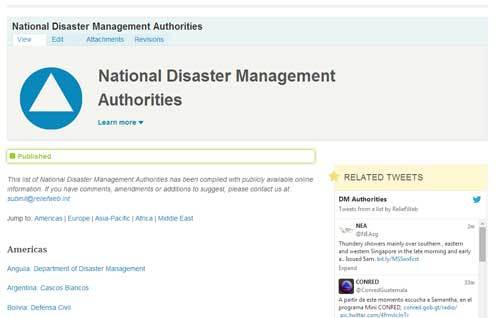 National Disaster Management Authorities
View Edit Attachments Revisions
National Disaster Management
Authorities
Learn more
Published
This list of National Disaster Management Authorities has been compiled with publicly available online
information. If you have comments, amendments or additions to suggest, please contact us at
submit@reliefweb.int
Jump to: Americas | Europe | Asia-Pacific | Africa | Middle East
Americas
Anguila: Department of Disaster Management
Argentina: Cascos Blancos
Bolivia: Defensa Civil
RELATED TWEETS
DM Authorities
Tweets from a list by ReliefWeb
NEA 2m
@NEAsg
Thundery showers mainly over southern , eastern
and western Singapore in the late morning and early
a.. Issued 5am. bit.ly/MSSwxfcst
Expand
CONRED 33m
@ConredGuatemala
A partir de este momento escucha a Samantha, en el
programa Mini CONRED; conred.gob.gt/radio/